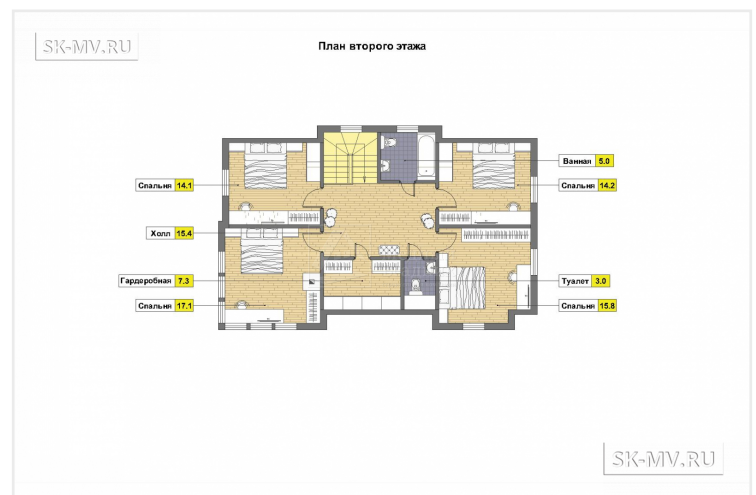 SK-MV.RU
План второго этажа
Ванная 5.0
Спальня 14.1
Спальня 14.2
Холл 15.4
Гардеробная 7.3
Туалет 3.0
Спальня 17.1
Спальня 15.8
SK-MV.RU